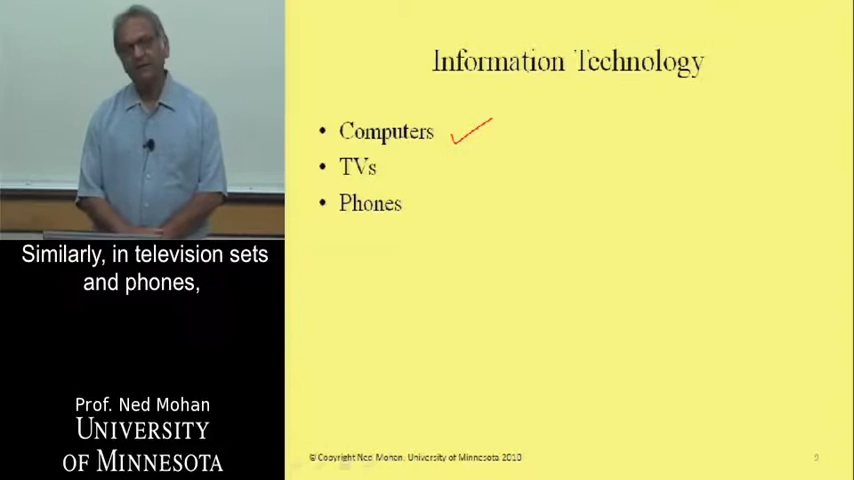 Information Technology
• Computers
• TVs
• Phones
Similarly, in television sets
and phones,
Prof. Ned Mohan
UNIVERSITY
OF MINNESOTA
© Copyright Ned Mohan, University of Minnesota 2010